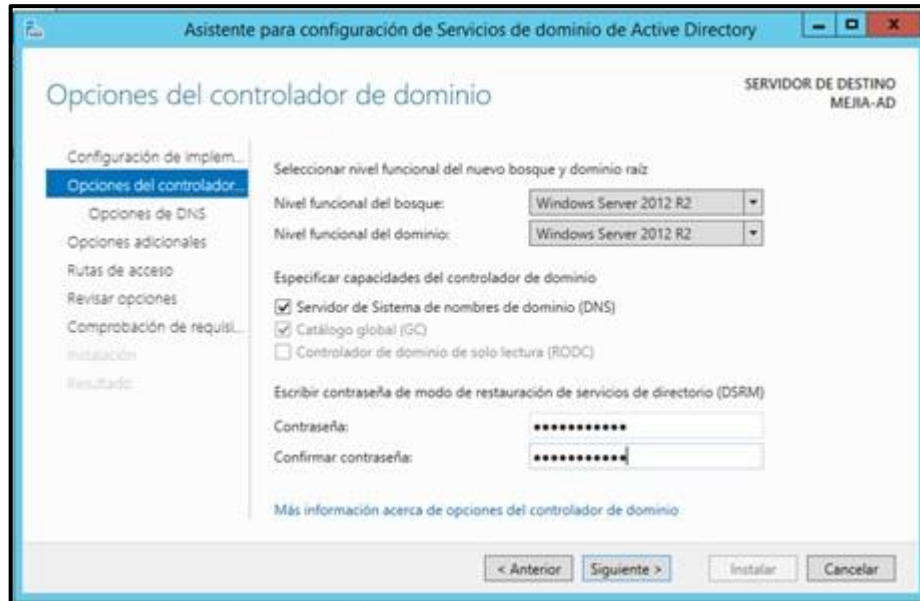 Asistente para configuración de Servicios de dominio de Active Directory
Opciones del controlador de dominio
SERVIDOR DE DESTINO
MEJIA-AD
Configuración de implem...
Opciones del controlador...
Opciones de DNS
Opciones adicionales
Rutas de acceso
Revisar opciones
Comprobación de requisi...
Instalación
Resultado
Seleccionar nivel funcional del nuevo bosque y dominio raíz
Nivel funcional del bosque: Windows Server 2012 R2
Nivel funcional del dominio: Windows Server 2012 R2
Especificar capacidades del controlador de dominio
Servidor de Sistema de nombres de dominio (DNS)
Catálogo global (GC)
Controlador de dominio de solo lectura (RODC)
Escribir contraseña de modo de restauración de servicios de directorio (DSRM)
Contraseña: •••••••••••
Confirmar contraseña: •••••••••••
Más información acerca de opciones del controlador de dominio
< Anterior Siguiente > Instalar Cancelar